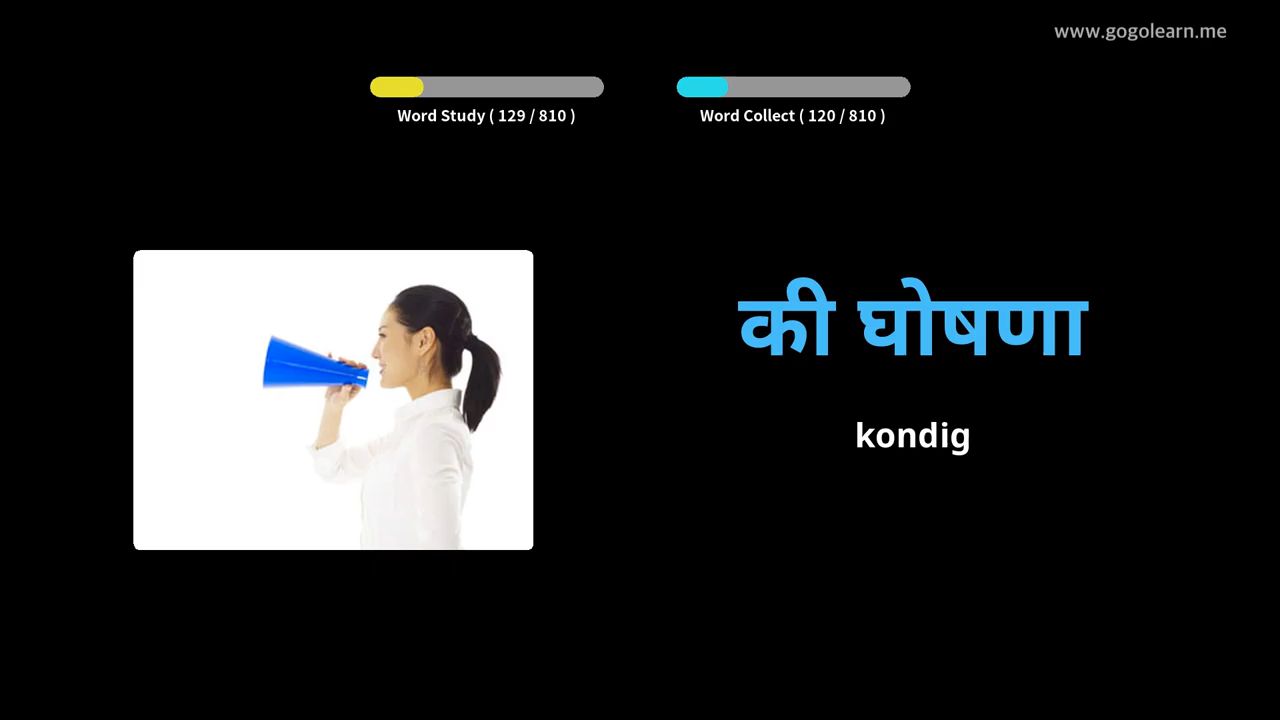 www.gogolearn.me
Word Study ( 129 / 810 )
Word Collect ( 120 / 810 )
की घोषणा
kondig